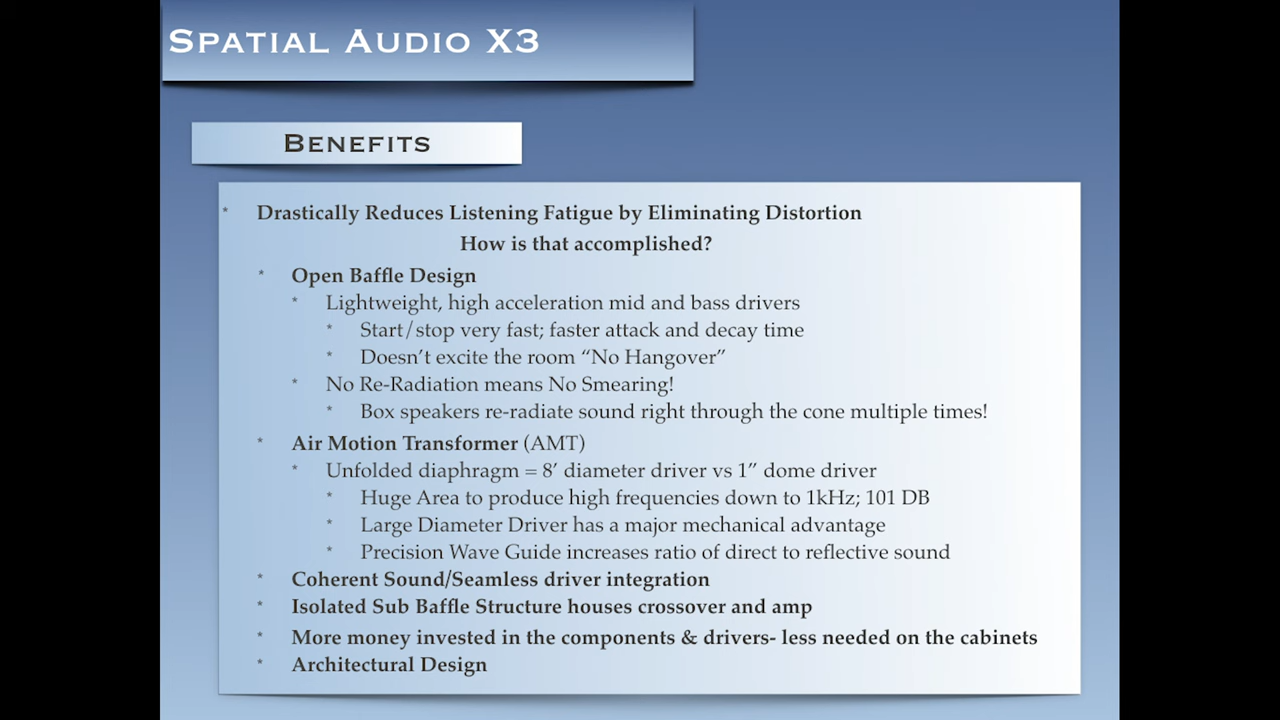 Spatial Audio X3
Benefits
* Drastically Reduces Listening Fatigue by Eliminating Distortion
How is that accomplished?
* Open Baffle Design
* Lightweight, high acceleration mid and bass drivers
* Start/stop very fast; faster attack and decay time
* Doesn’t excite the room “No Hangover”
* No Re-Radiation means No Smearing!
* Box speakers re-radiate sound right through the cone multiple times!
* Air Motion Transformer (AMT)
* Unfolded diaphragm = 8’ diameter driver vs 1” dome driver
* Huge Area to produce high frequencies down to 1kHz; 101 DB
* Large Diameter Driver has a major mechanical advantage
* Precision Wave Guide increases ratio of direct to reflective sound
* Coherent Sound/Seamless driver integration
* Isolated Sub Baffle Structure houses crossover and amp
* More money invested in the components & drivers- less needed on the cabinets
* Architectural Design